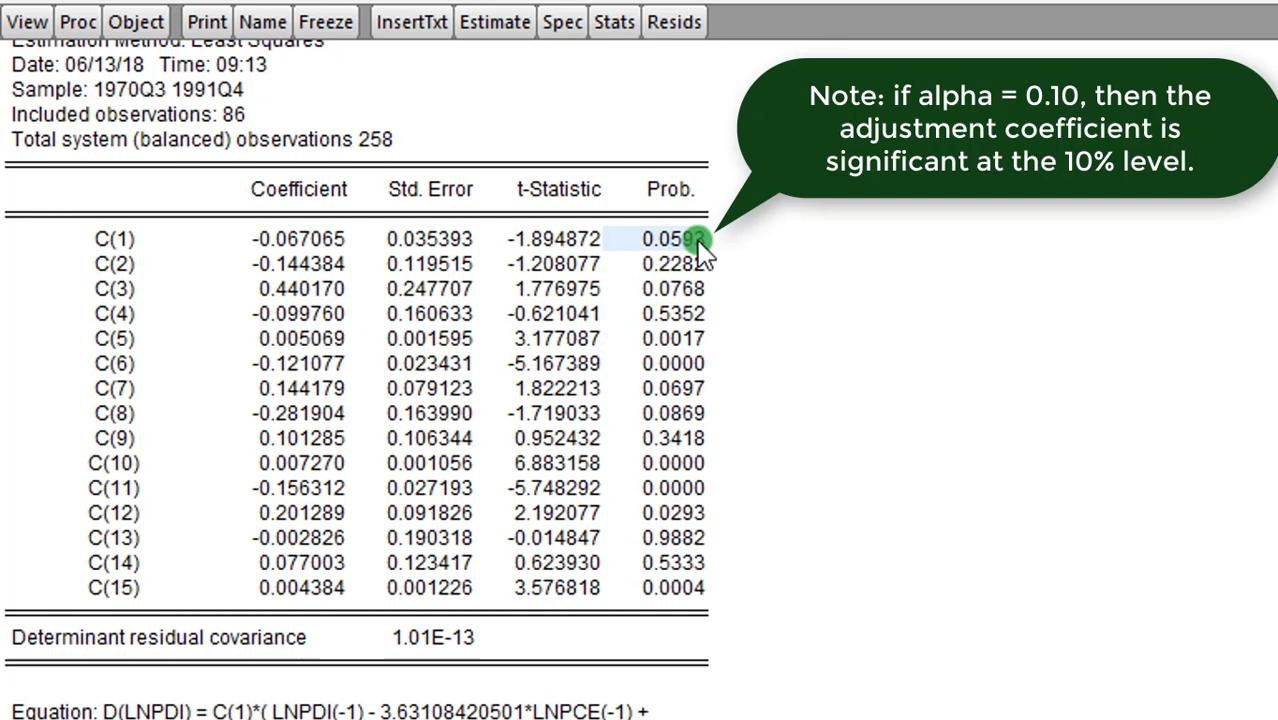 View Proc Object Print Name Freeze InsertTxt Estimate Spec Stats Resids
Estimation Method: Least Squares
Date: 06/13/18 Time: 09:13
Sample: 1970Q3 1991Q4
Included observations: 86
Total system (balanced) observations 258
Note: if alpha = 0.10, then the
adjustment coefficient is
significant at the 10% level.
Coefficient Std. Error t-Statistic Prob.
C(1) -0.067065 0.035393 -1.894872
C(2) -0.144384 0.119515 -1.208077
C(3) 0.440170 0.247707 1.776975 0.0768
C(4) -0.099760 0.160633 -0.621041 0.5352
C(5) 0.005069 0.001595 3.177087 0.0017
C(6) -0.121077 0.023431 -5.167389 0.0000
C(7) 0.144179 0.079123 1.822213 0.0697
C(8) -0.281904 0.163990 -1.719033 0.0869
C(9) 0.101285 0.106344 0.952432 0.3418
C(10) 0.007270 0.001056 6.883158 0.0000
C(11) -0.156312 0.027193 -5.748292 0.0000
C(12) 0.201289 0.091826 2.192077 0.0293
C(13) -0.002826 0.190318 -0.014847 0.9882
C(14) 0.077003 0.123417 0.623930 0.5333
C(15) 0.004384 0.001226 3.576818 0.0004
Determinant residual covariance 1.01E-13
Equation: D(LNPDI) = C(1)*( LNPDI(-1) - 3.63108420501*LNPCE(-1) +